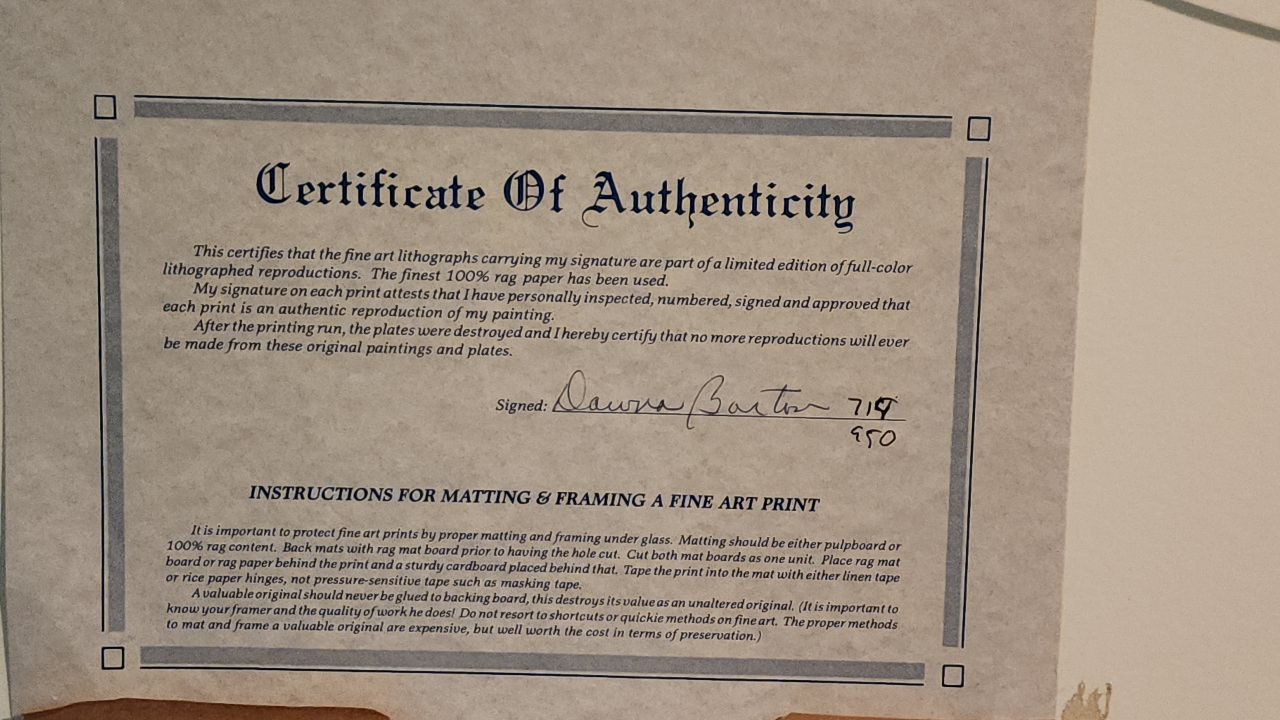 Certificate Of Authenticity
This certifies that the fine art lithographs carrying my signature are part of a limited edition of full-color
lithographed reproductions. The finest 100% rag paper has been used.
My signature on each print attests that I have personally inspected, numbered, signed and approved that
each print is an authentic reproduction of my painting.
After the printing run, the plates were destroyed and I hereby certify that no more reproductions will ever
be made from these original paintings and plates.
Signed: Dawna Barton
950
INSTRUCTIONS FOR MATTING & FRAMING A FINE ART PRINT
It is important to protect fine art prints by proper matting and framing under glass. Matting should be either pulpboard or
100% rag content. Back mats with rag mat board prior to having the hole cut. Cut both mat boards as one unit. Place rag mat
board or rag paper behind the print and a sturdy cardboard placed behind that. Tape the print into the mat with either linen tape
or rice paper hinges, not pressure-sensitive tape such as masking tape.
A valuable original should never be glued to backing board, this destroys its value as an unaltered original. (It is important to
know your framer and the quality of work he does! Do not resort to shortcuts or quickie methods on fine art. The proper methods
to mat and frame a valuable original are expensive, but well worth the cost in terms of preservation.)